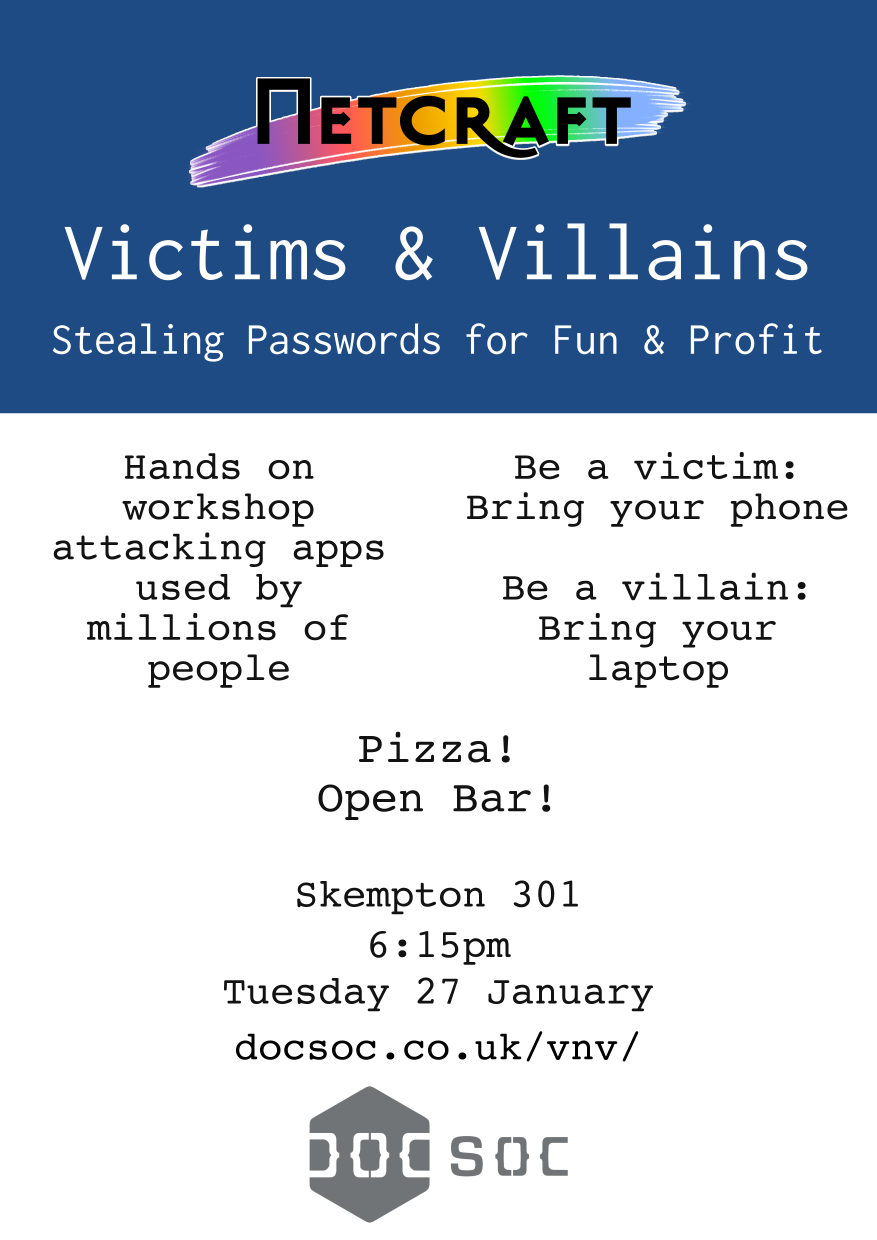 NETCRAFT
Victims & Villains
Stealing Passwords for Fun & Profit
Hands on
workshop
attacking apps
used by
millions of
people
Be a victim:
Bring your phone
Be a villain:
Bring your
laptop
Pizza!
Open Bar!
Skempton 301
6:15pm
Tuesday 27 January
docsoc.co.uk/vnv/
DOC SOC